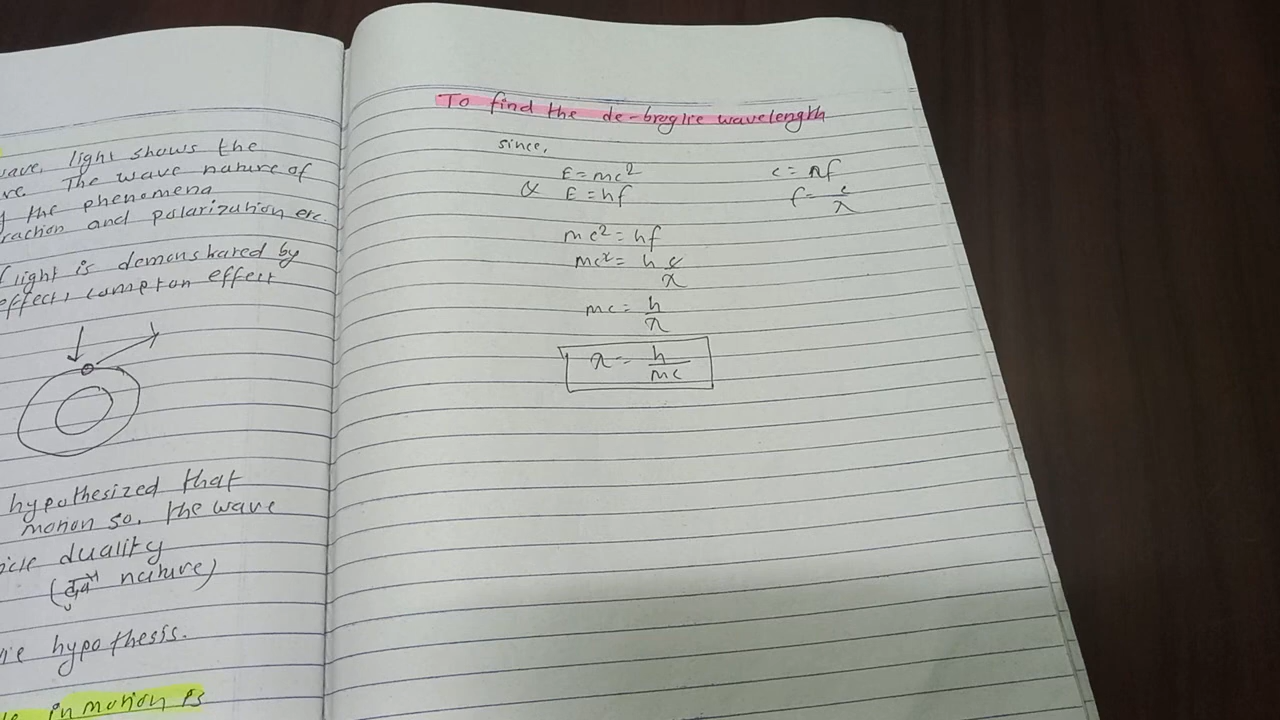 wave, light shows the
The wave nature of
the phenomena
and polarization etc.
light is demonstrated by
effect, compton effect
hypothesized that
motion so, the wave
duality
nature)
hypothesis.
in motion is
To find the de-broglie wavelength
since,
E = mc²
& E = hf
c = λf
f = c/λ
mc² = hf
mc² = h c/λ
mc = h/λ
λ = h/mc